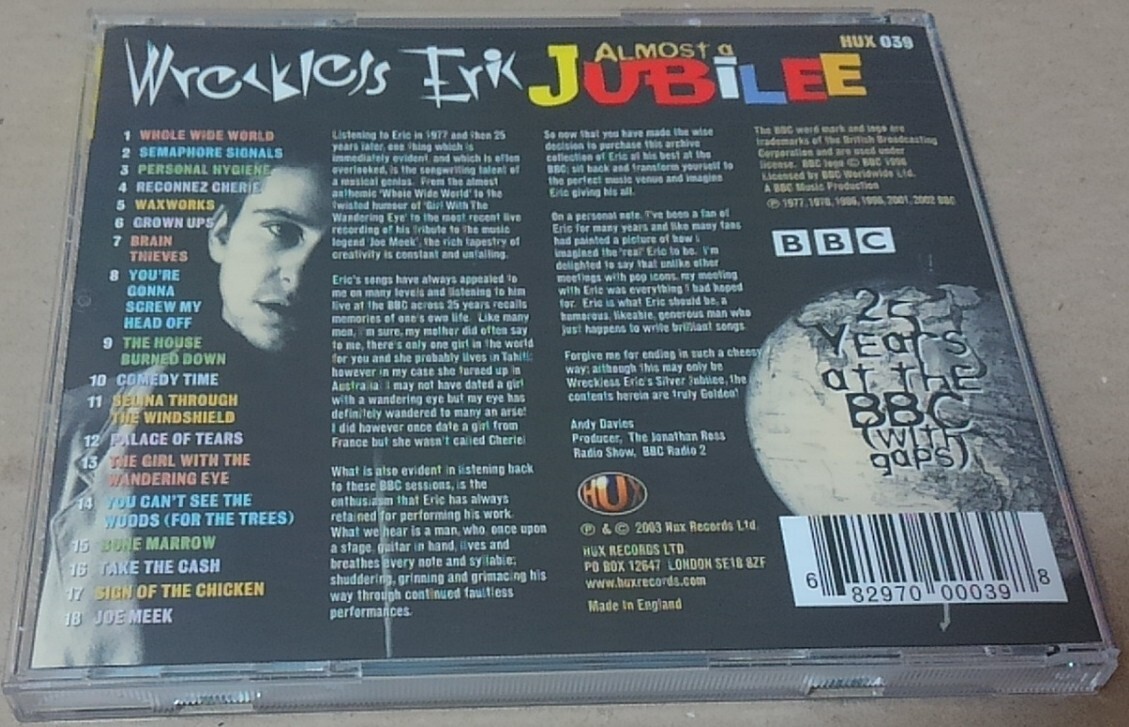 Wreckless Eric ALMOST a JUBILEE
HUX 039
1 WHOLE WIDE WORLD
2 SEMAPHORE SIGNALS
3 PERSONAL HYGIENE
4 RECONNEZ CHERIE
5 WAXWORKS
6 GROWN UPS
7 BRAIN
THIEVES
8 YOU'RE
GONNA
SCREW MY
HEAD OFF
9 THE HOUSE
BURNED DOWN
10 COMEDY TIME
11 SELINA THROUGH
THE WINDSHIELD
12 PALACE OF TEARS
13 THE GIRL WITH THE
WANDERING EYE
14 YOU CAN'T SEE THE
WOODS (FOR THE TREES)
15 BONE MARROW
16 TAKE THE CASH
17 SIGN OF THE CHICKEN
18 JOE MEEK
Listening to Eric in 1977 and then 25
years later, one thing which is
immediately evident, and which is often
overlooked, is the songwriting talent of
a musical genius. From the almost
anthemic 'Whole Wide World' to the
twisted humour of 'Girl With The
Wandering Eye' to the most recent live
recording of his tribute to the music
legend 'Joe Meek', the rich tapestry of
creativity is constant and unfailing.
Eric's songs have always appealed to
me on many levels and listening to him
live at the BBC across 25 years recalls
memories of one's own life. Like many
men, I'm sure, my mother did often say
to me, there's only one girl in the world
for you and she probably lives in Tahiti;
however in my case she turned up in
Australia! I may not have dated a girl
with a wandering eye but my eye has
definitely wandered to many an arse!
I did however once date a girl from
France but she wasn't called Cherie!
What is also evident in listening back
to these BBC sessions, is the
enthusiasm that Eric has always
retained for performing his work.
What we hear is a man, who, once upon
a stage, guitar in hand, lives and
breathes every note and syllable;
shuddering, grinning and grimacing his
way through continued faultless
performances.
So now that you have made the wise
decision to purchase this archive
collection of Eric at his best at the
BBC; sit back and transform yourself to
the perfect music venue and imagine
Eric giving his all.
On a personal note, I've been a fan of
Eric for many years and like many fans
had painted a picture of how I
imagined the 'real' Eric to be. I'm
delighted to say that unlike other
meetings with pop icons, my meeting
with Eric was everything I had hoped
for. Eric is what Eric should be, a
humorous, likeable, generous man who
just happens to write brilliant songs.
Forgive me for ending in such a cheesy
way; although this may only be
Wreckless Eric's Silver Jubilee, the
contents herein are truly Golden!
Andy Davies
Producer, The Jonathan Ross
Radio Show, BBC Radio 2
HUX
℗ & © 2003 Hux Records Ltd.
HUX RECORDS LTD
PO BOX 12647 LONDON SE18 8ZF
www.huxrecords.com
Made In England
The BBC word mark and logo are
trademarks of the British Broadcasting
Corporation and are used under
license. BBC logo © BBC 1996
Licensed by BBC Worldwide Ltd.
A BBC Music Production
℗ 1977, 1978, 1986, 1996, 2001, 2002 BBC
BBC
25
Years
at the
BBC
(with
gaps)
6 82970 00039 8